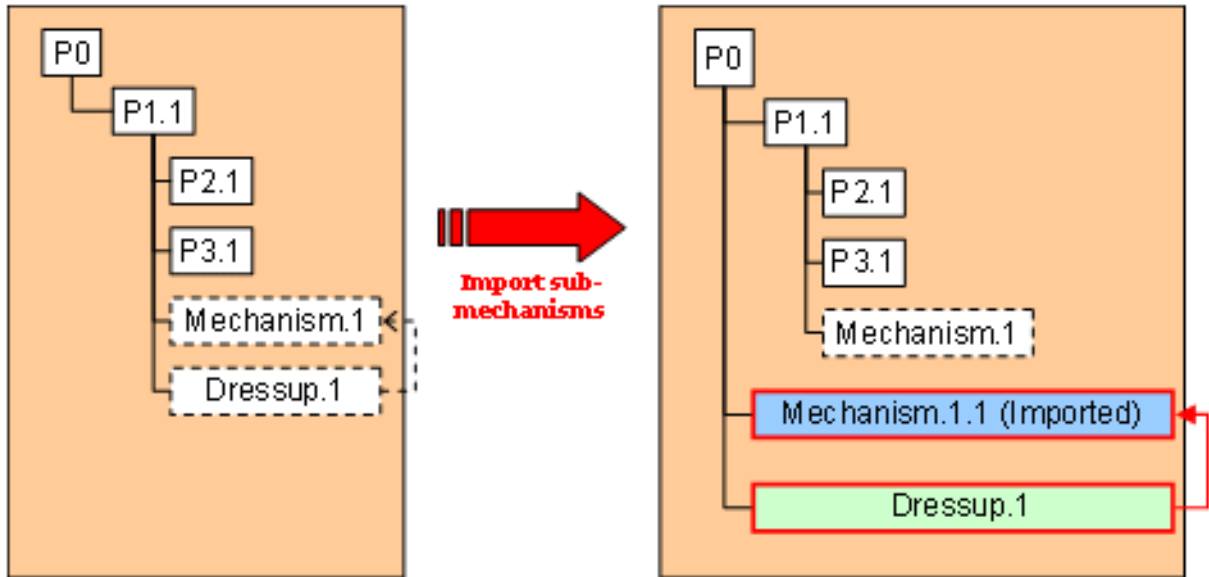 P0
P1.1
P2.1
P3.1
Mechanism.1
Dressup.1
Import sub-
mechanisms
P0
P1.1
P2.1
P3.1
Mechanism.1
Mechanism.1.1 (Imported)
Dressup.1